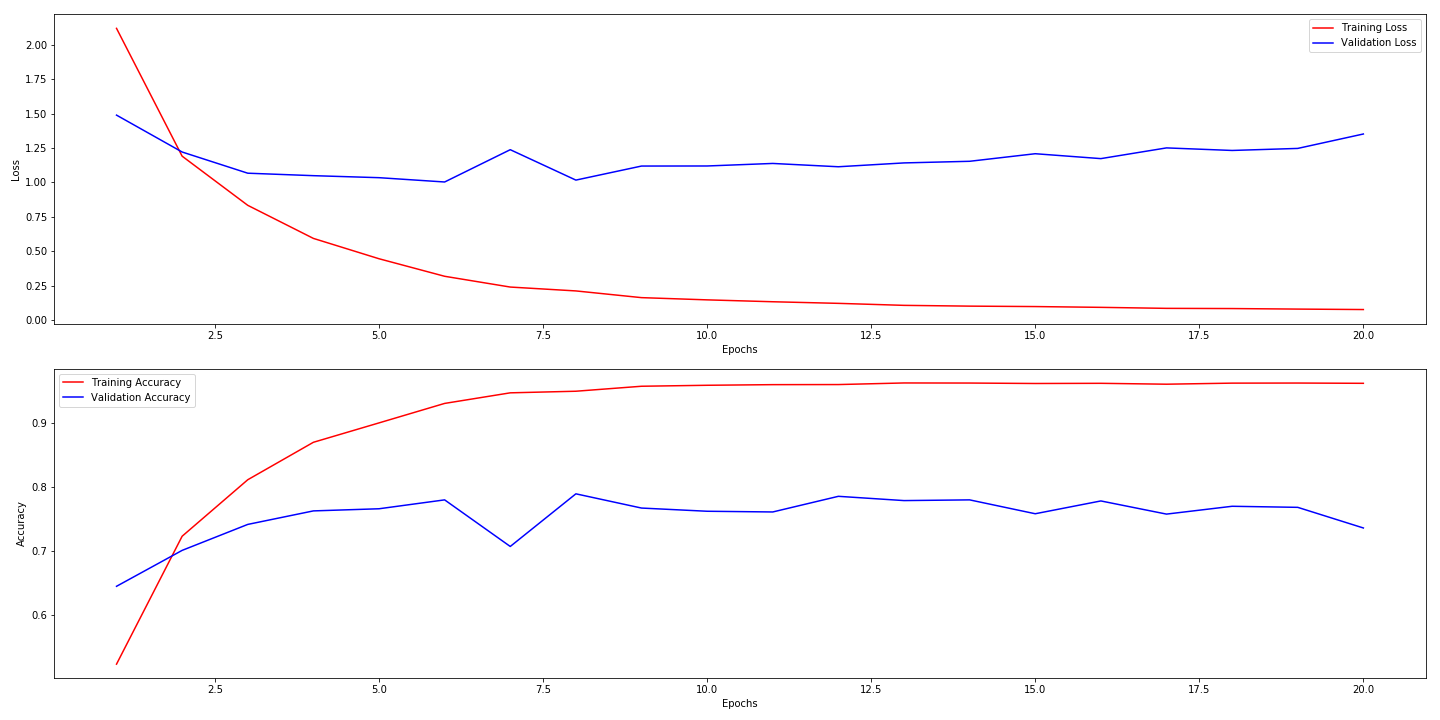 2.00
1.75
1.50
1.25
1.00
0.75
0.50
0.25
0.00
Loss
Training Loss
Validation Loss
2.5 5.0 7.5 10.0 12.5 15.0 17.5 20.0
Epochs
Training Accuracy
Validation Accuracy
0.9
0.8
0.7
0.6
Accuracy
2.5 5.0 7.5 10.0 12.5 15.0 17.5 20.0
Epochs